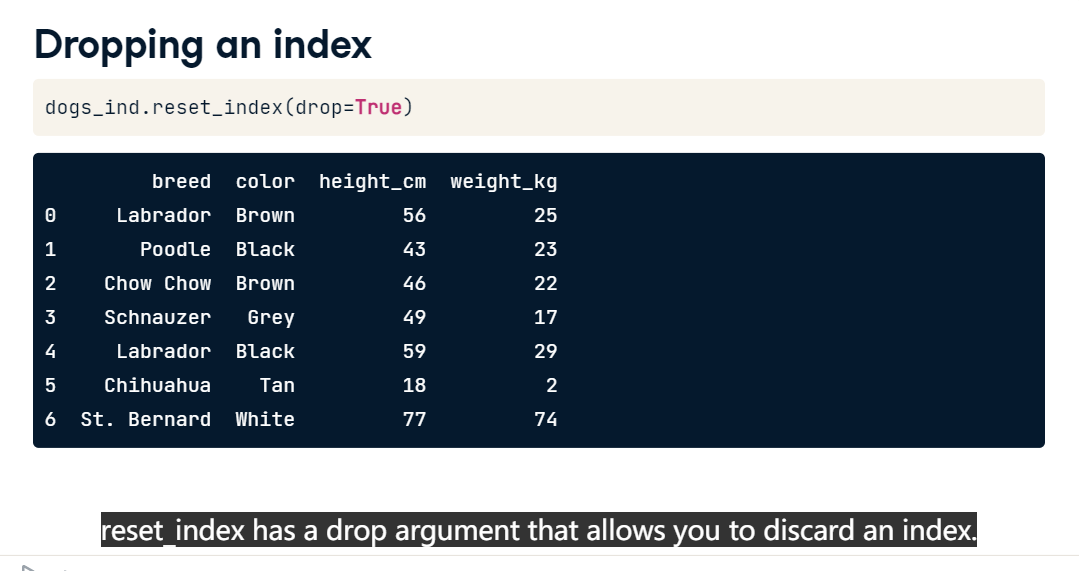 Dropping an index
dogs_ind.reset_index(drop=True)
breed color height_cm weight_kg
0 Labrador Brown 56 25
1 Poodle Black 43 23
2 Chow Chow Brown 46 22
3 Schnauzer Grey 49 17
4 Labrador Black 59 29
5 Chihuahua Tan 18 2
6 St. Bernard White 77 74
reset_index has a drop argument that allows you to discard an index.